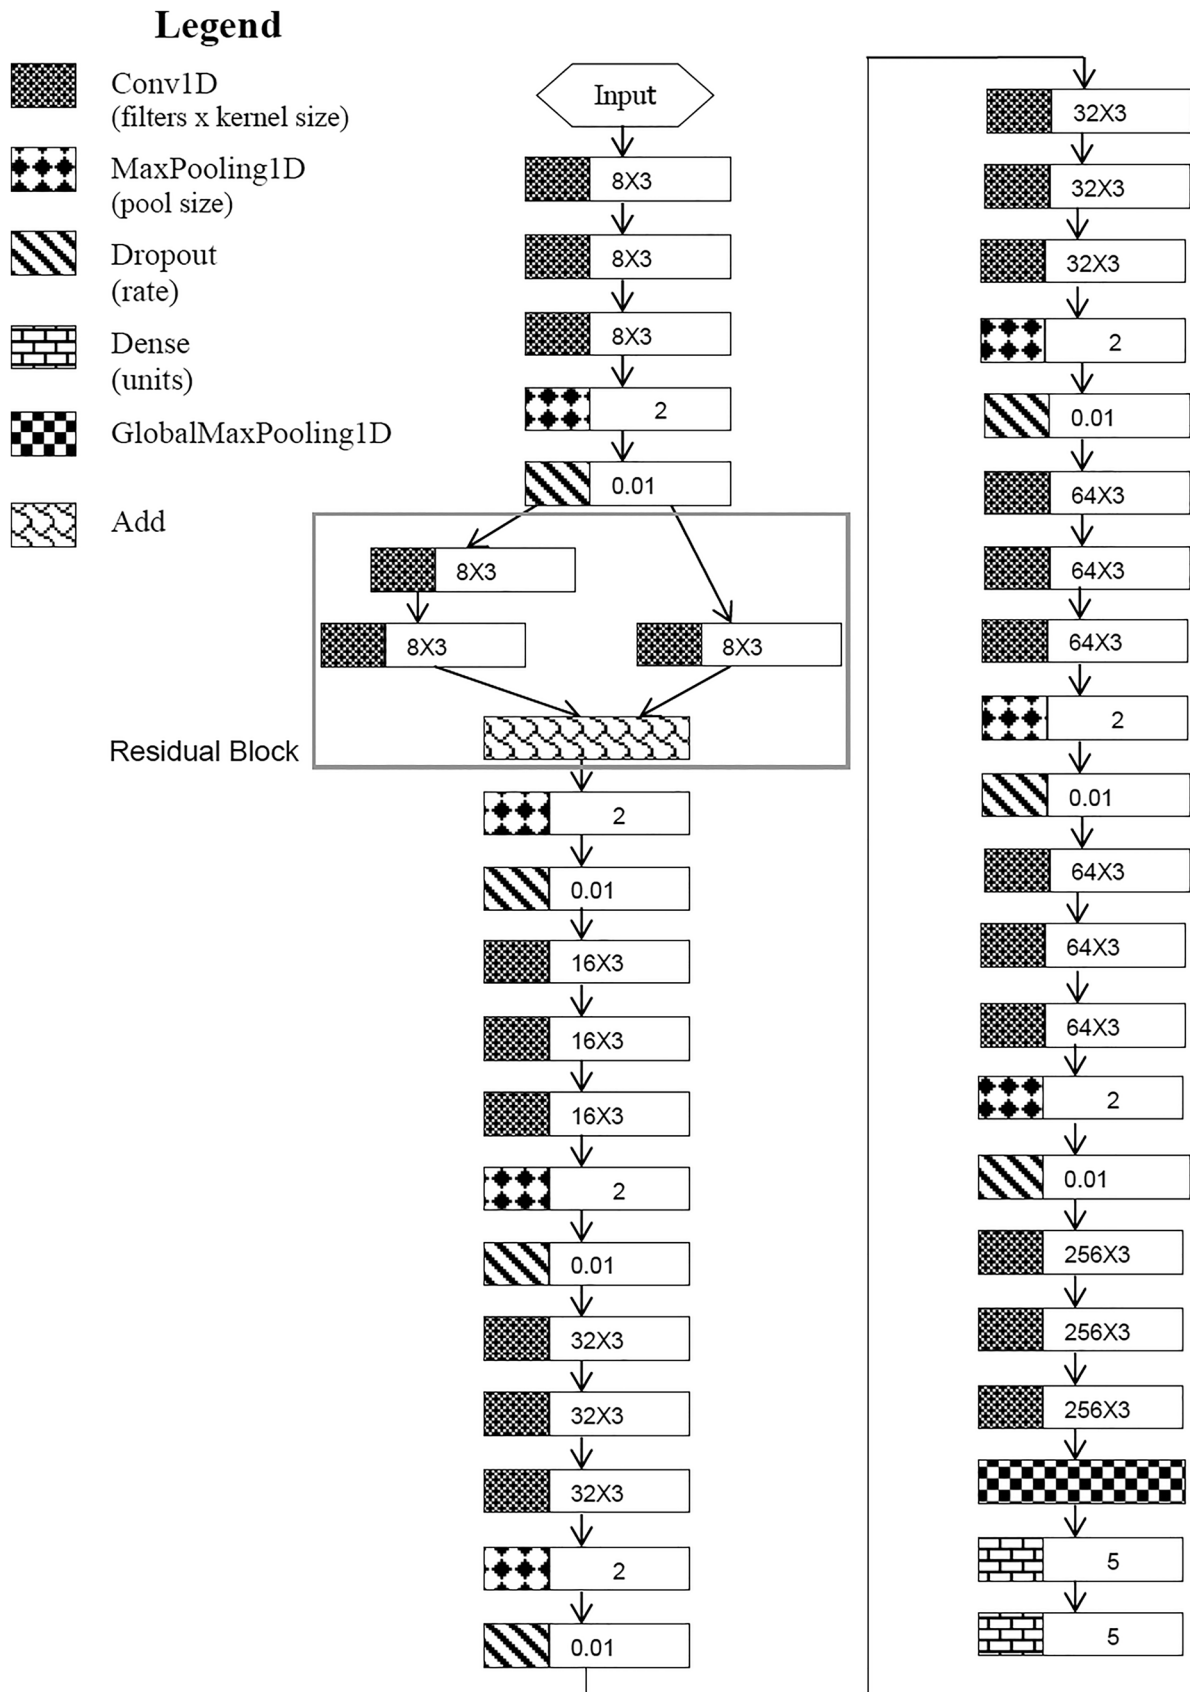 Legend
Conv1D
(filters x kernel size)
MaxPooling1D
(pool size)
Dropout
(rate)
Dense
(units)
GlobalMaxPooling1D
Add
Input
8X3
8X3
8X3
2
0.01
8X3
8X3
8X3
Residual Block
2
0.01
16X3
16X3
16X3
2
0.01
32X3
32X3
32X3
2
0.01
32X3
32X3
32X3
2
0.01
64X3
64X3
64X3
2
0.01
64X3
64X3
64X3
2
0.01
256X3
256X3
256X3
5
5